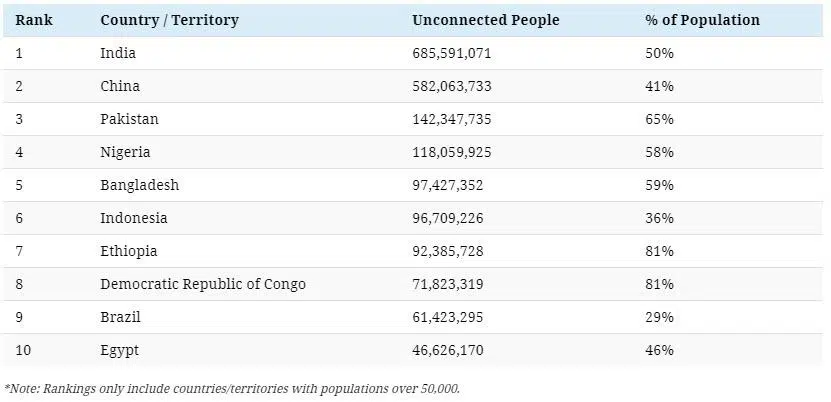 Rank Country / Territory Unconnected People % of Population
1 India 685,591,071 50%
2 China 582,063,733 41%
3 Pakistan 142,347,735 65%
4 Nigeria 118,059,925 58%
5 Bangladesh 97,427,352 59%
6 Indonesia 96,709,226 36%
7 Ethiopia 92,385,728 81%
8 Democratic Republic of Congo 71,823,319 81%
9 Brazil 61,423,295 29%
10 Egypt 46,626,170 46%
*Note: Rankings only include countries/territories with populations over 50,000.